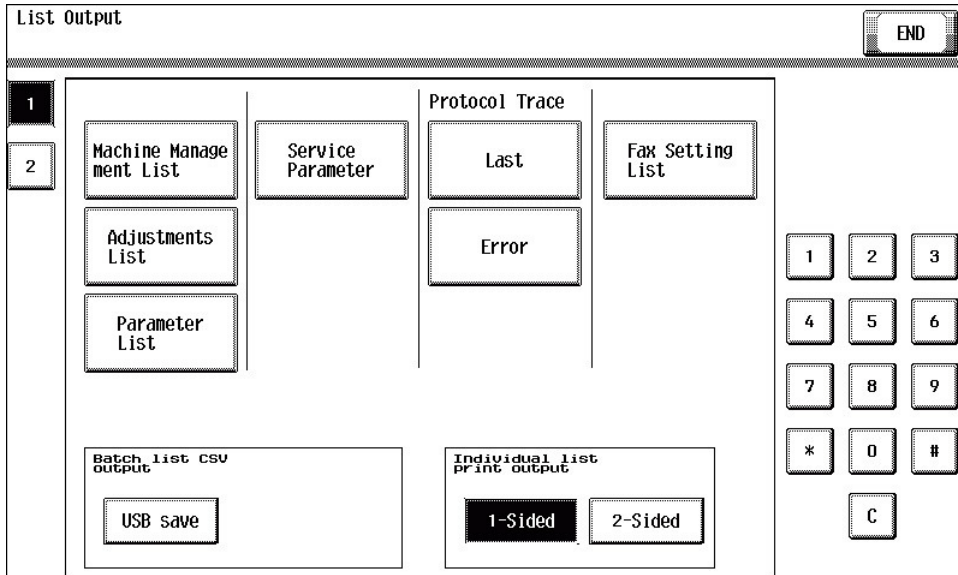 List Output
END
1
2
Protocol Trace
Machine Manage
ment List
Service
Parameter
Last
Fax Setting
List
Adjustments
List
Error
Parameter
List
1 2 3
4 5 6
7 8 9
* 0 #
C
Batch list CSV
output
USB save
Individual list
print output
1-Sided
2-Sided